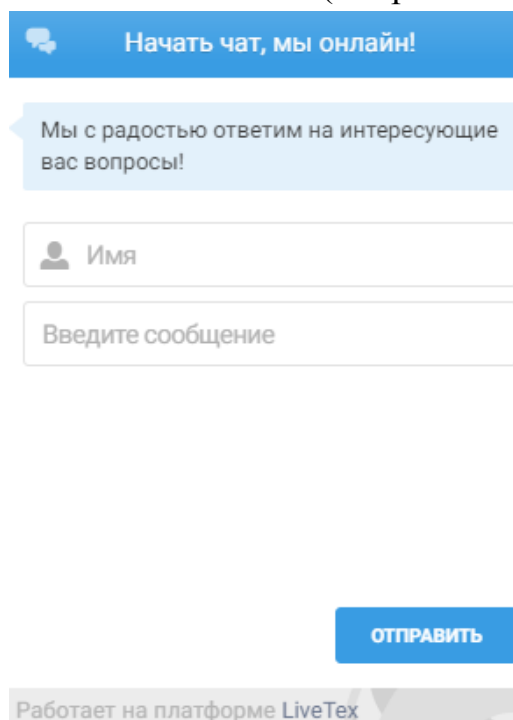 Начать чат, мы онлайн!
Мы с радостью ответим на интересующие
вас вопросы!
Имя
Введите сообщение
ОТПРАВИТЬ
Работает на платформе LiveTex